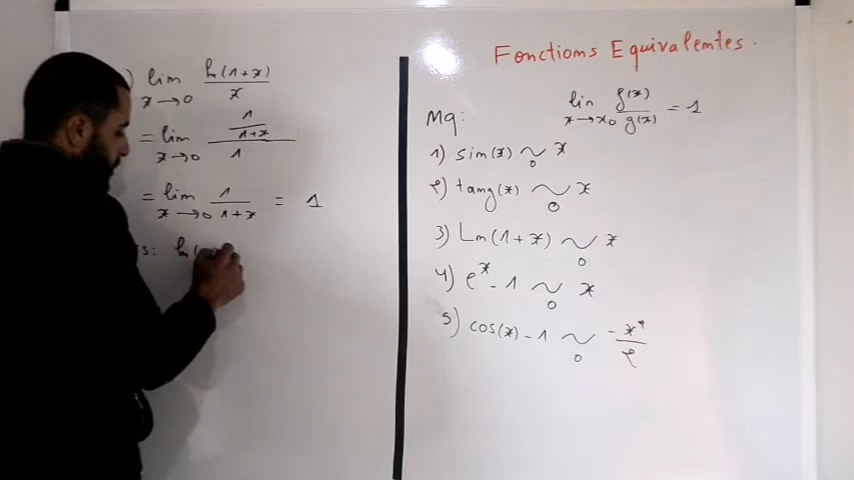 ) lim ln(1+x)/x
x→0
= lim (1/(1+x))/1
x→0
= lim 1/(1+x) = 1
x→0
s: ln(
Fonctions Equivalentes.
lim f(x)/g(x) = 1
x→x0
Mq:
1) sin(x) ~ x
0
2) tang(x) ~ x
0
3) Ln(1+x) ~ x
0
4) e^x - 1 ~ x
0
5) cos(x) - 1 ~ -x²/2
0